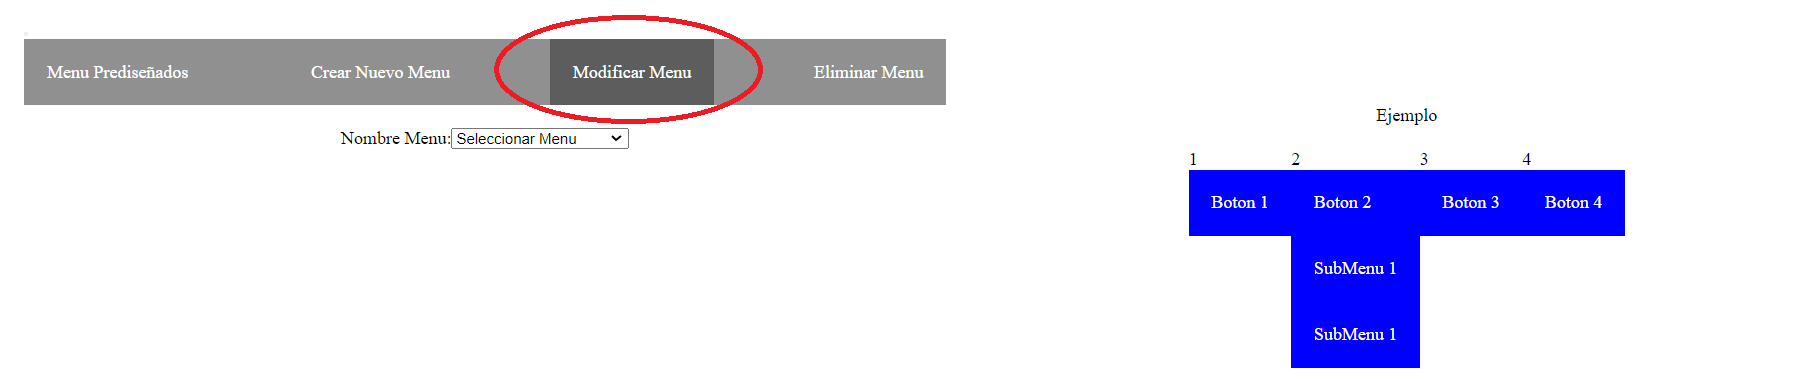 Menu Prediseñados Crear Nuevo Menu Modificar Menu Eliminar Menu
Nombre Menu: Seleccionar Menu
Ejemplo
1 2 3 4
Boton 1 Boton 2 Boton 3 Boton 4
SubMenu 1
SubMenu 1